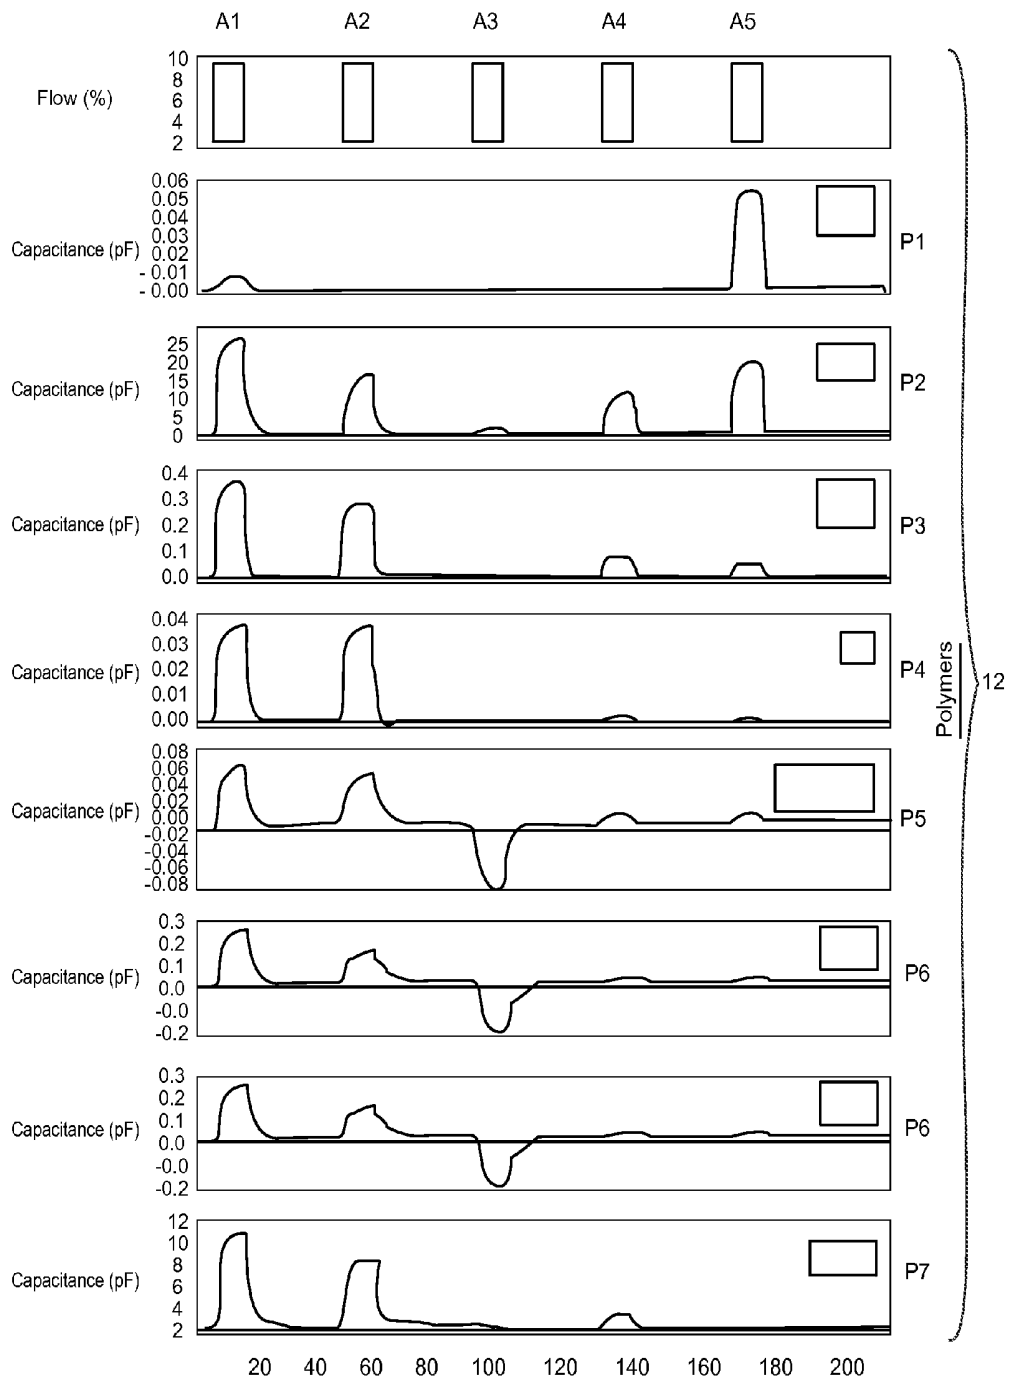 A1 A2 A3 A4 A5
Flow (%)
10
8
6
4
2
Capacitance (pF)
0.06
0.05
0.04
0.03
0.02
- 0.01
- 0.00
P1
Capacitance (pF)
25
20
15
10
5
0
P2
Capacitance (pF)
0.4
0.3
0.2
0.1
0.0
P3
Capacitance (pF)
0.04
0.03
0.02
0.01
0.00
P4
Polymers
12
Capacitance (pF)
0.08
0.06
0.04
0.02
0.00
-0.02
-0.04
-0.06
-0.08
P5
Capacitance (pF)
0.3
0.2
0.1
0.0
-0.0
-0.2
P6
Capacitance (pF)
0.3
0.2
0.1
0.0
-0.0
-0.2
P6
Capacitance (pF)
12
10
8
6
4
2
P7
20 40 60 80 100 120 140 160 180 200